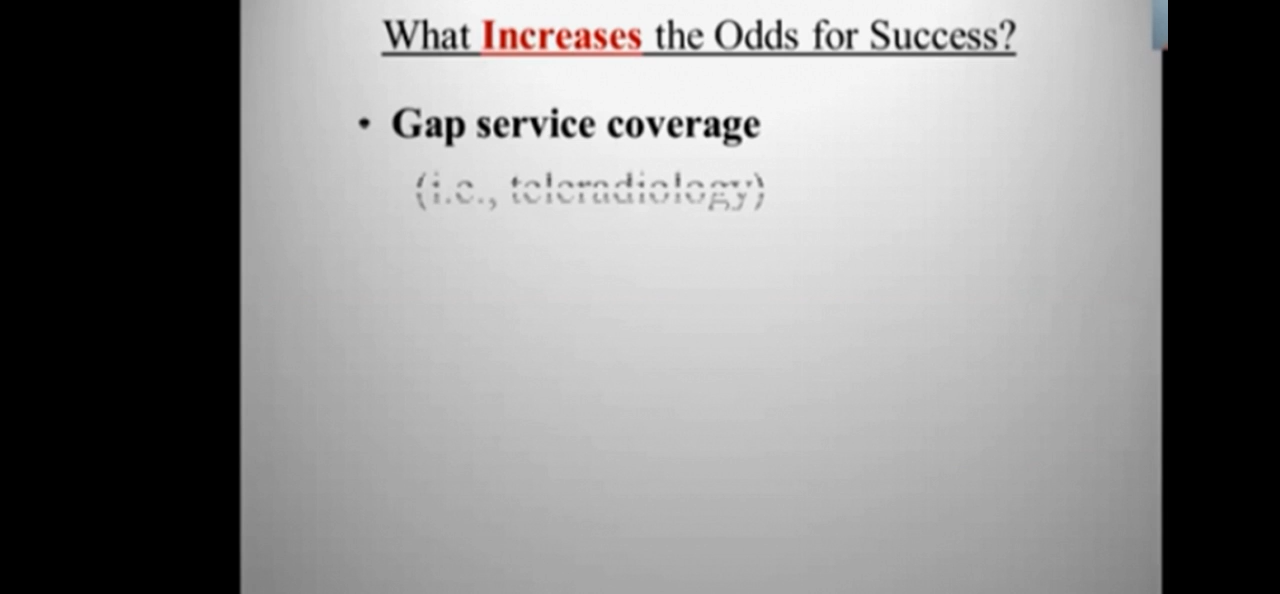 What Increases the Odds for Success?
• Gap service coverage
(i.e., teleradiology)